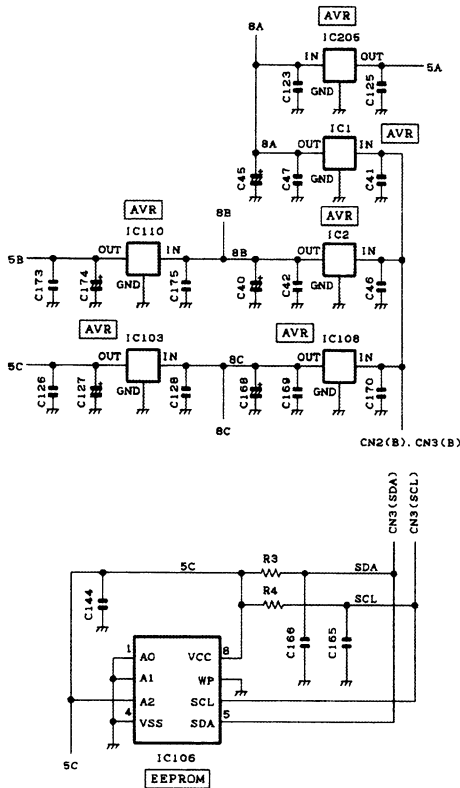 8A AVR
IC205
IN OUT
C123 GND C125 5A
AVR
8A OUT IC1 IN
C45 C47 GND C41
AVR 8B AVR
IC110 IC2
5B OUT IN 8B OUT IN
C173 C174 GND C175 C40 C42 GND C46
AVR AVR
IC103 IC108
5C OUT IN 8C OUT IN
C126 C127 GND C128 C168 C169 GND C170
8C
CN2(B). CN3(B)
CN3(SDA) CN3(SCL)
5C R3 SDA
C144 R4 SCL
C166 C165
1 A0 VCC 8
A1 WP
A2 SCL
4 VSS SDA 5
5C
IC106
EEPROM